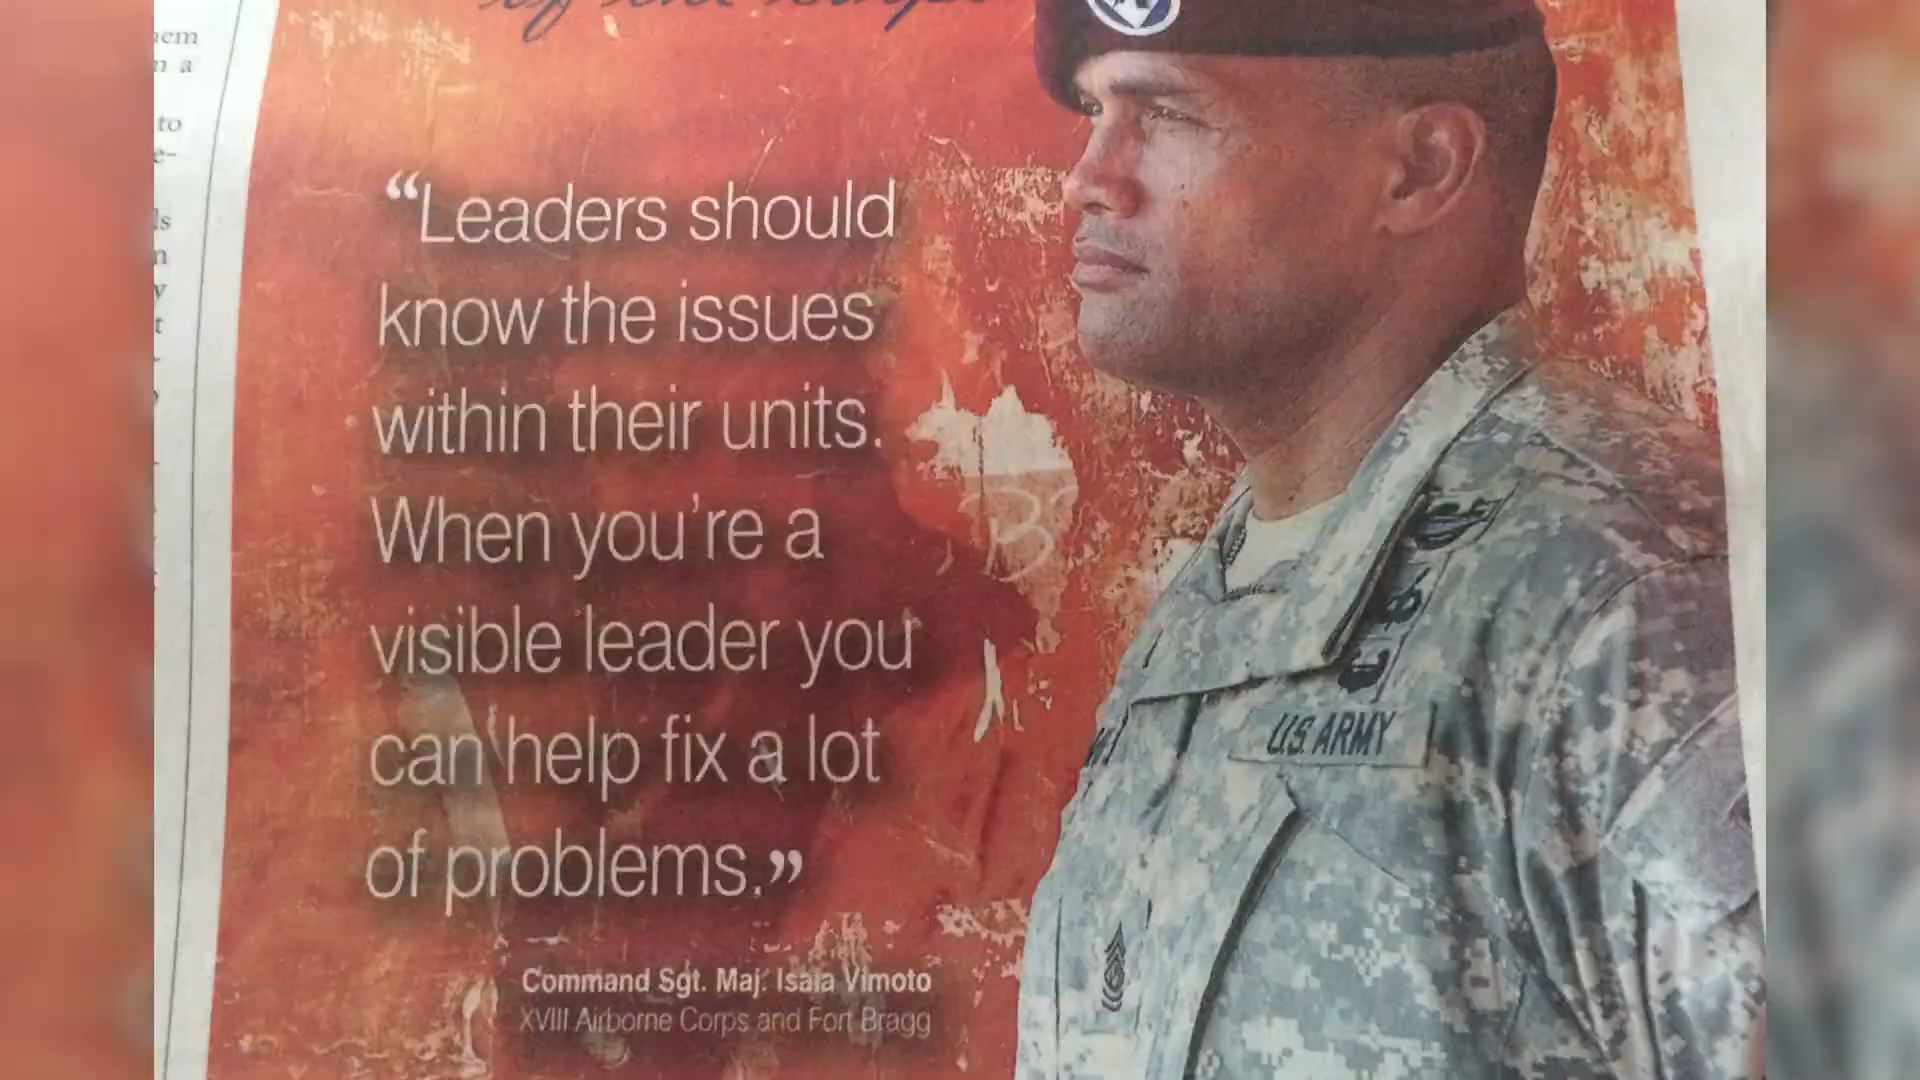 to
“Leaders should
know the issues
within their units.
When you’re a
visible leader you
can help fix a lot
of problems.”
Command Sgt. Maj. Isaia Vimoto
XVIII Airborne Corps and Fort Bragg
U.S. ARMY